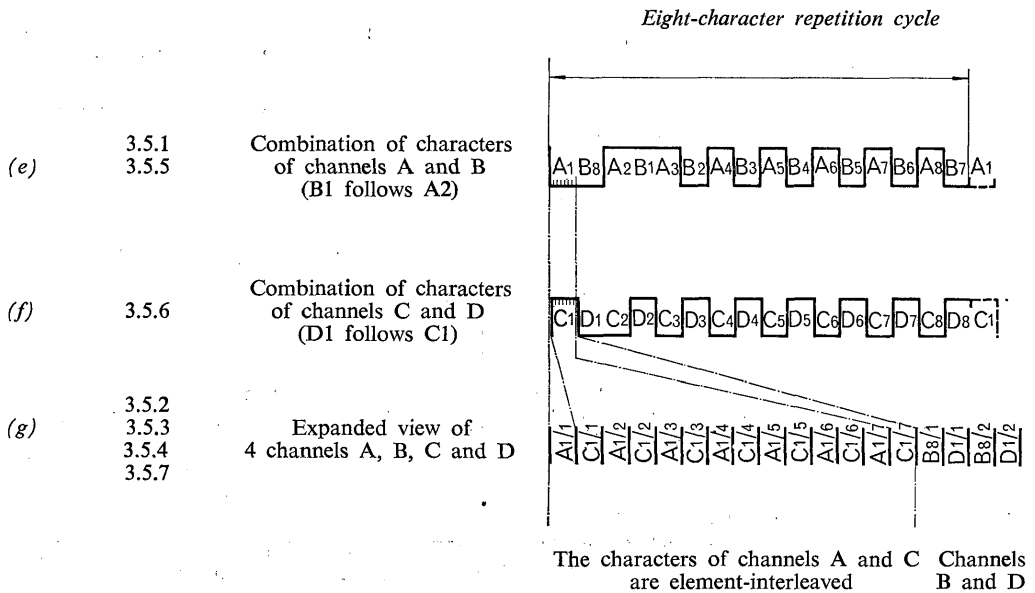 Eight-character repetition cycle
(e)
3.5.1
3.5.5
Combination of characters
of channels A and B
(B1 follows A2)
A1 B8 A2 B1 A3 B2 A4 B3 A5 B4 A6 B5 A7 B6 A8 B7 A1
(f)
3.5.6
Combination of characters
of channels C and D
(D1 follows C1)
C1 D1 C2 D2 C3 D3 C4 D4 C5 D5 C6 D6 C7 D7 C8 D8 C1
(g)
3.5.2
3.5.3
3.5.4
3.5.7
Expanded view of
4 channels A, B, C and D
A1/1 C1/1 A1/2 C1/2 A1/3 C1/3 A1/4 C1/4 A1/5 C1/5 A1/6 C1/6 A1/7 C1/7 B8/1 D1/1 B8/2 D1/2
The characters of channels A and C
are element-interleaved
Channels
B and D